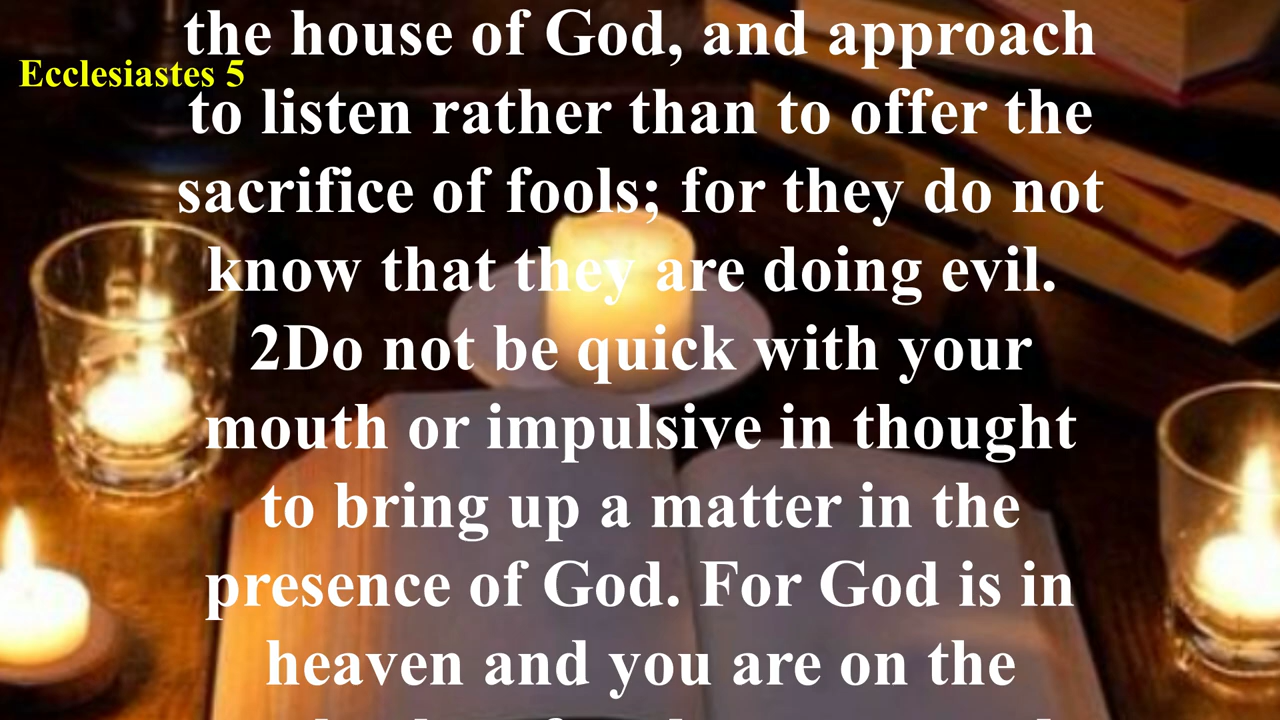 the house of God, and approach
Ecclesiastes 5
to listen rather than to offer the
sacrifice of fools; for they do not
know that they are doing evil.
2Do not be quick with your
mouth or impulsive in thought
to bring up a matter in the
presence of God. For God is in
heaven and you are on the